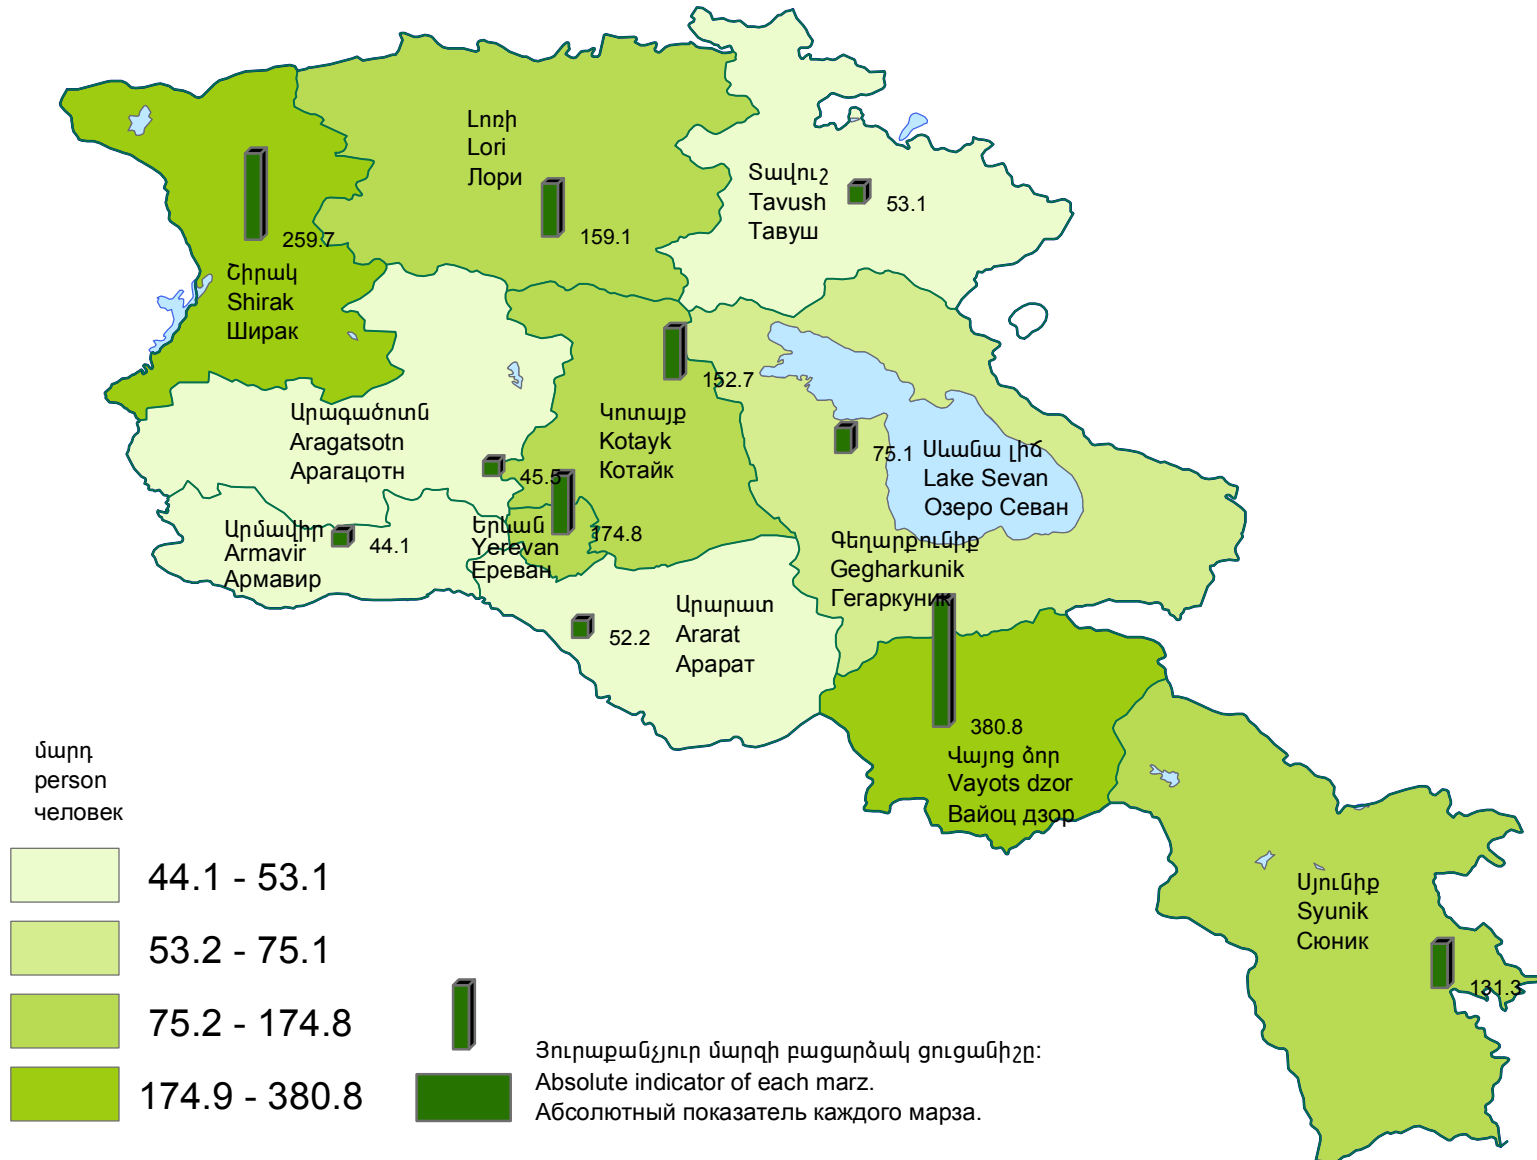 Լոռի
Lori
Лори
159.1
Տավուշ
Tavush
Тавуш
53.1
259.7
Շիրակ
Shirak
Ширак
152.7
Արագածոտն
Aragatsotn
Арагацотн
45.5
Կոտայք
Kotayk
Котайк
75.1
Սևանա լիճ
Lake Sevan
Озеро Севан
Արմավիր
Armavir
Армавир
44.1
Երևան
Yerevan
Ереван
174.8
Գեղարքունիք
Gegharkunik
Гегаркуник
52.2
Արարատ
Ararat
Арарат
380.8
Վայոց ձոր
Vayots dzor
Вайоц дзор
Սյունիք
Syunik
Сюник
131.3
մարդ
person
человек
44.1 - 53.1
53.2 - 75.1
75.2 - 174.8
174.9 - 380.8
Յուրաքանչյուր մարզի բացարձակ ցուցանիշը:
Absolute indicator of each marz.
Абсолютный показатель каждого марза.